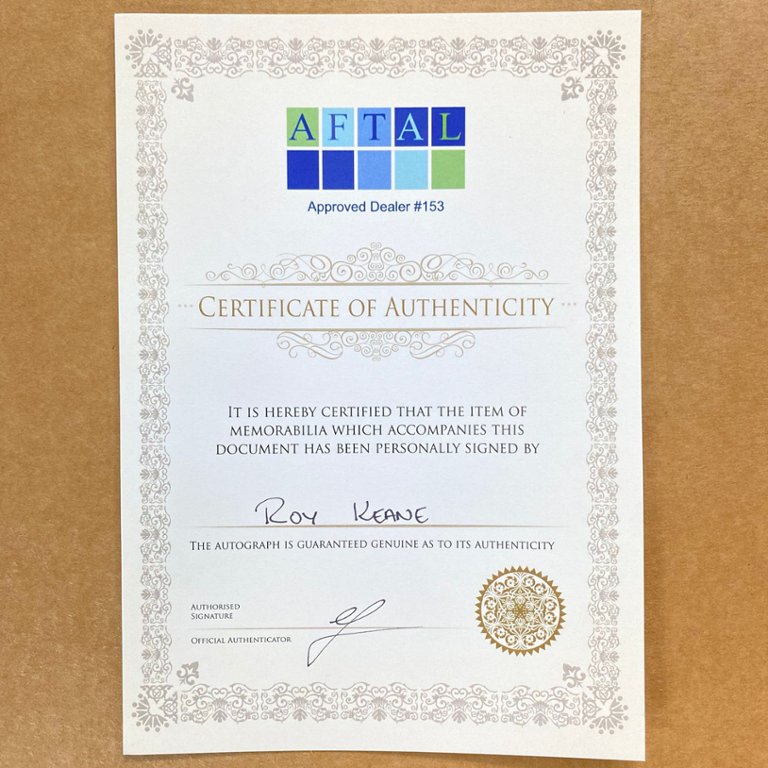 AFTAL
Approved Dealer #153
CERTIFICATE OF AUTHENTICITY
IT IS HEREBY CERTIFIED THAT THE ITEM OF
MEMORABILIA WHICH ACCOMPANIES THIS
DOCUMENT HAS BEEN PERSONALLY SIGNED BY
ROY KEANE
THE AUTOGRAPH IS GUARANTEED GENUINE AS TO ITS AUTHENTICITY
AUTHORISED
SIGNATURE
OFFICIAL AUTHENTICATOR